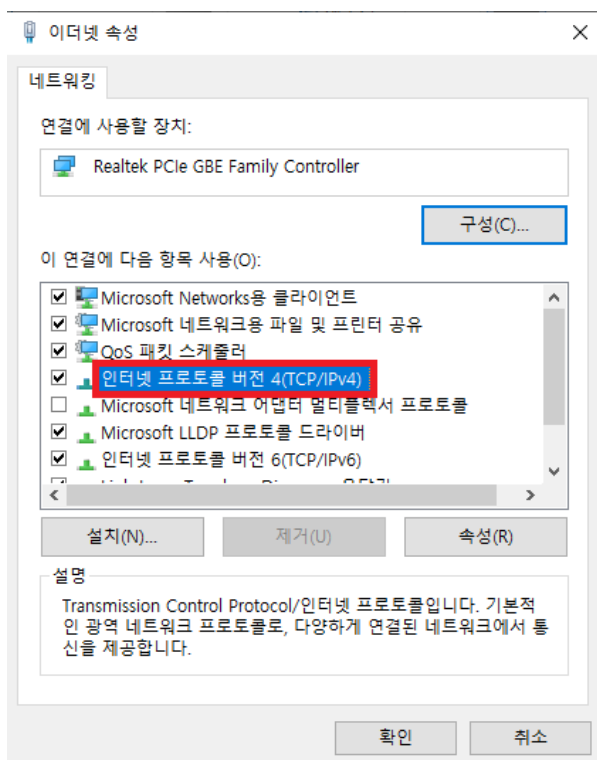 이더넷 속성
네트워킹
연결에 사용할 장치:
Realtek PCIe GBE Family Controller
구성(C)...
이 연결에 다음 항목 사용(O):
Microsoft Networks용 클라이언트
Microsoft 네트워크용 파일 및 프린터 공유
QoS 패킷 스케줄러
인터넷 프로토콜 버전 4(TCP/IPv4)
Microsoft 네트워크 어댑터 멀티플렉서 프로토콜
Microsoft LLDP 프로토콜 드라이버
인터넷 프로토콜 버전 6(TCP/IPv6)
설치(N)...
제거(U)
속성(R)
설명
Transmission Control Protocol/인터넷 프로토콜입니다. 기본적
인 광역 네트워크 프로토콜로, 다양하게 연결된 네트워크에서 통
신을 제공합니다.
확인
취소